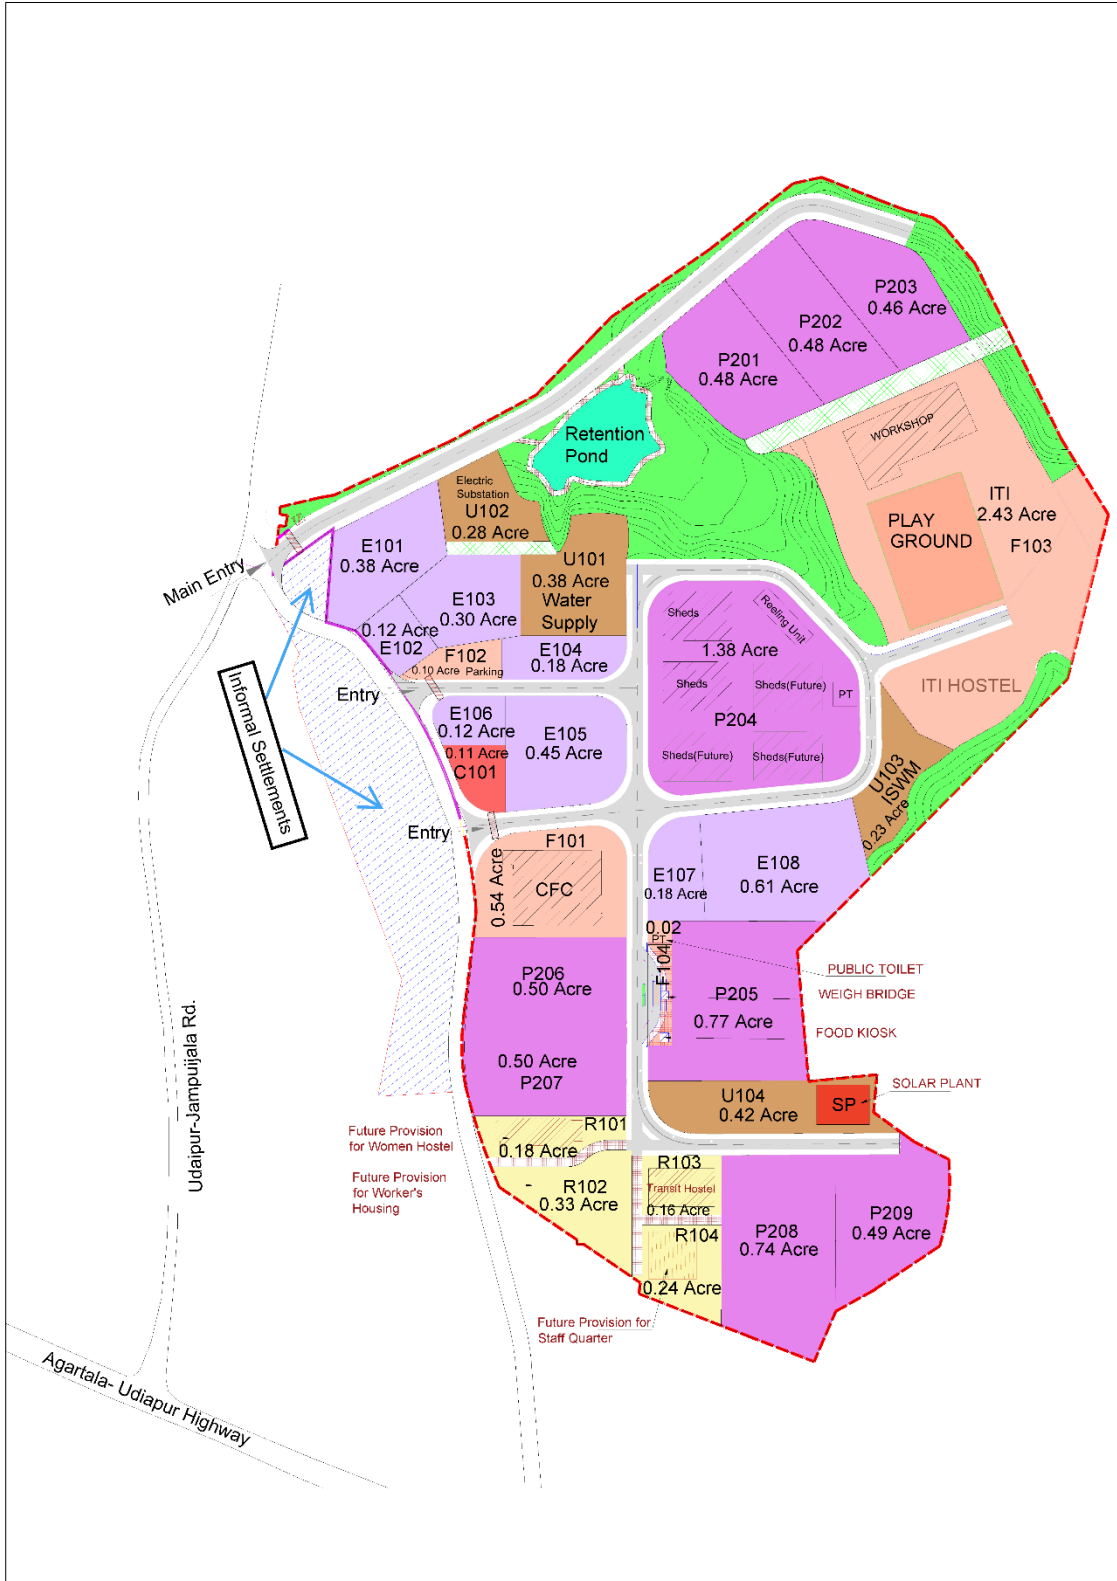 P203
0.46 Acre
P202
0.48 Acre
P201
0.48 Acre
WORKSHOP
Retention
Pond
Electric
Substation
U102
0.28 Acre
ITI
2.43 Acre
F103
PLAY
GROUND
E101
0.38 Acre
U101
0.38 Acre
Water
Supply
Main Entry
E103
0.30 Acre
0.12 Acre
E102
F102
0.10 Acre Parking
E104
0.18 Acre
Sheds
Reeling Unit
1.38 Acre
Sheds
Sheds(Future)
PT
P204
Sheds(Future)
Sheds(Future)
ITI HOSTEL
Informal Settlements
Entry
E106
0.12 Acre
0.11 Acre
C101
E105
0.45 Acre
U103
ISWM
0.23 Acre
Entry
F101
CFC
0.54 Acre
E107
0.18 Acre
E108
0.61 Acre
0.02
PT
F104
P206
0.50 Acre
P205
0.77 Acre
PUBLIC TOILET
WEIGH BRIDGE
FOOD KIOSK
0.50 Acre
P207
SOLAR PLANT
U104
0.42 Acre
SP
Udaipur-Jampuijala Rd.
Future Provision
for Women Hostel
R101
0.18 Acre
Future Provision
for Worker's
Housing
R102
0.33 Acre
R103
Transit Hostel
0.16 Acre
R104
0.24 Acre
P208
0.74 Acre
P209
0.49 Acre
Future Provision for
Staff Quarter
Agartala- Udiapur Highway